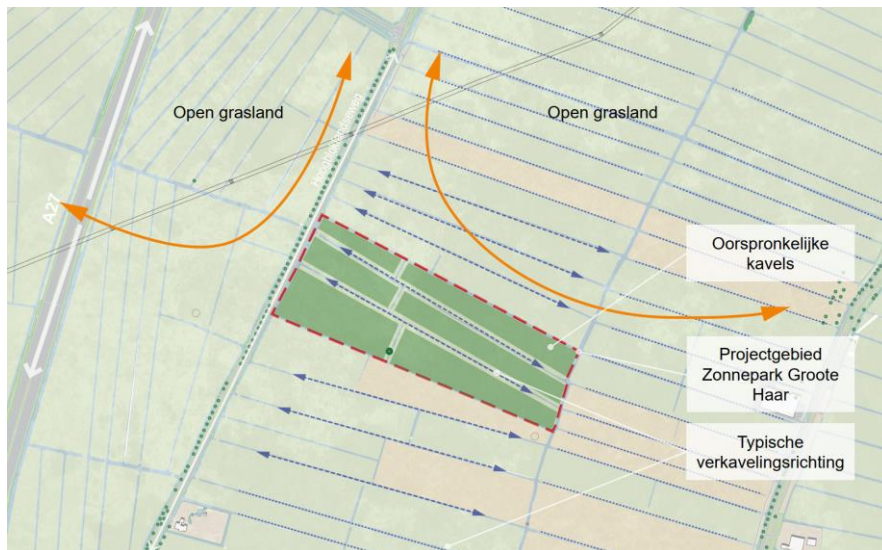 Open grasland
Open grasland
A27
Oorspronkelijke
kavels
Projectgebied
Zonnepark Groote
Haar
Typische
verkavelingsrichting